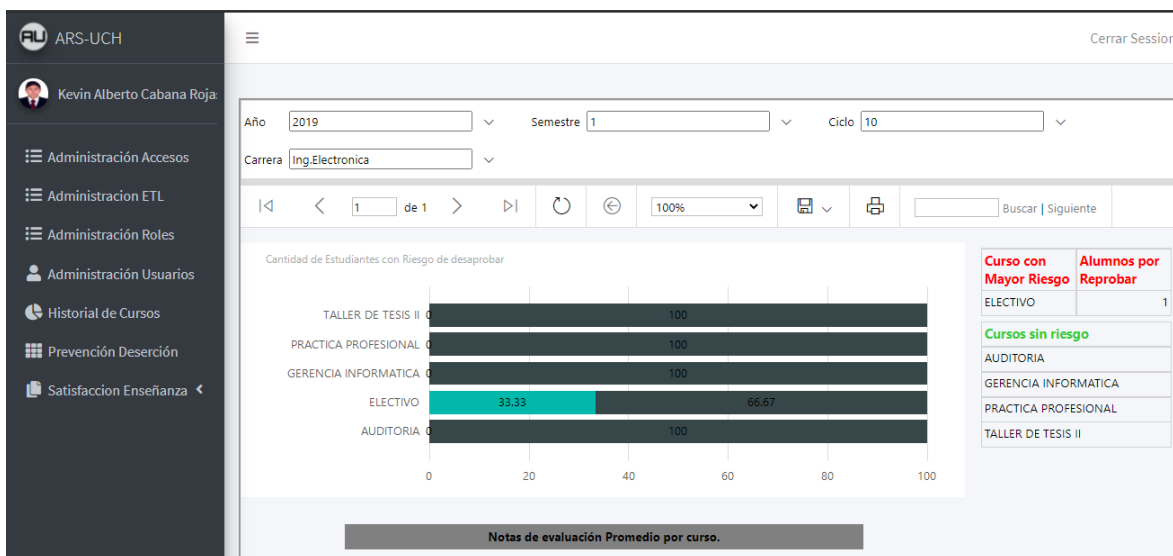 ARS-UCH
Cerrar Session
Kevin Alberto Cabana Rojas
Administración Accesos
Administracion ETL
Administración Roles
Administración Usuarios
Historial de Cursos
Prevención Deserción
Satisfaccion Enseñanza
Año 2019 Semestre 1 Ciclo 10
Carrera Ing.Electronica
1 de 1 100% Buscar | Siguiente
Cantidad de Estudiantes con Riesgo de desaprobar
TALLER DE TESIS II 0 100
PRACTICA PROFESIONAL 0 100
GERENCIA INFORMATICA 0 100
ELECTIVO 33.33 66.67
AUDITORIA 0 100
0 20 40 60 80 100
Curso con Mayor Riesgo Alumnos por Reprobar
ELECTIVO 1
Cursos sin riesgo
AUDITORIA
GERENCIA INFORMATICA
PRACTICA PROFESIONAL
TALLER DE TESIS II
Notas de evaluación Promedio por curso.